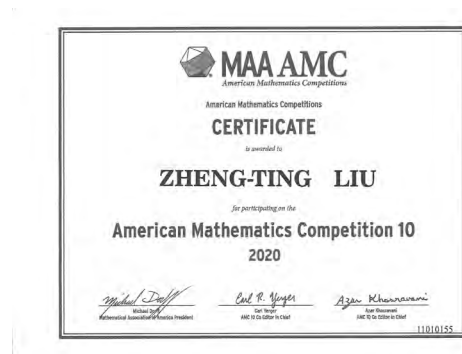 MAA AMC
American Mathematics Competitions
American Mathematics Competitions
CERTIFICATE
is awarded to
ZHENG-TING LIU
for participating on the
American Mathematics Competition 10
2020
Michael Dorff
Carl R. Yerger
Azar Khosravani
Michael Dorff
Mathematical Association of America President
Carl Yerger
AMC 10 Co Editor in Chief
Azar Khosravani
AMC 10 Co Editor in Chief
11010155